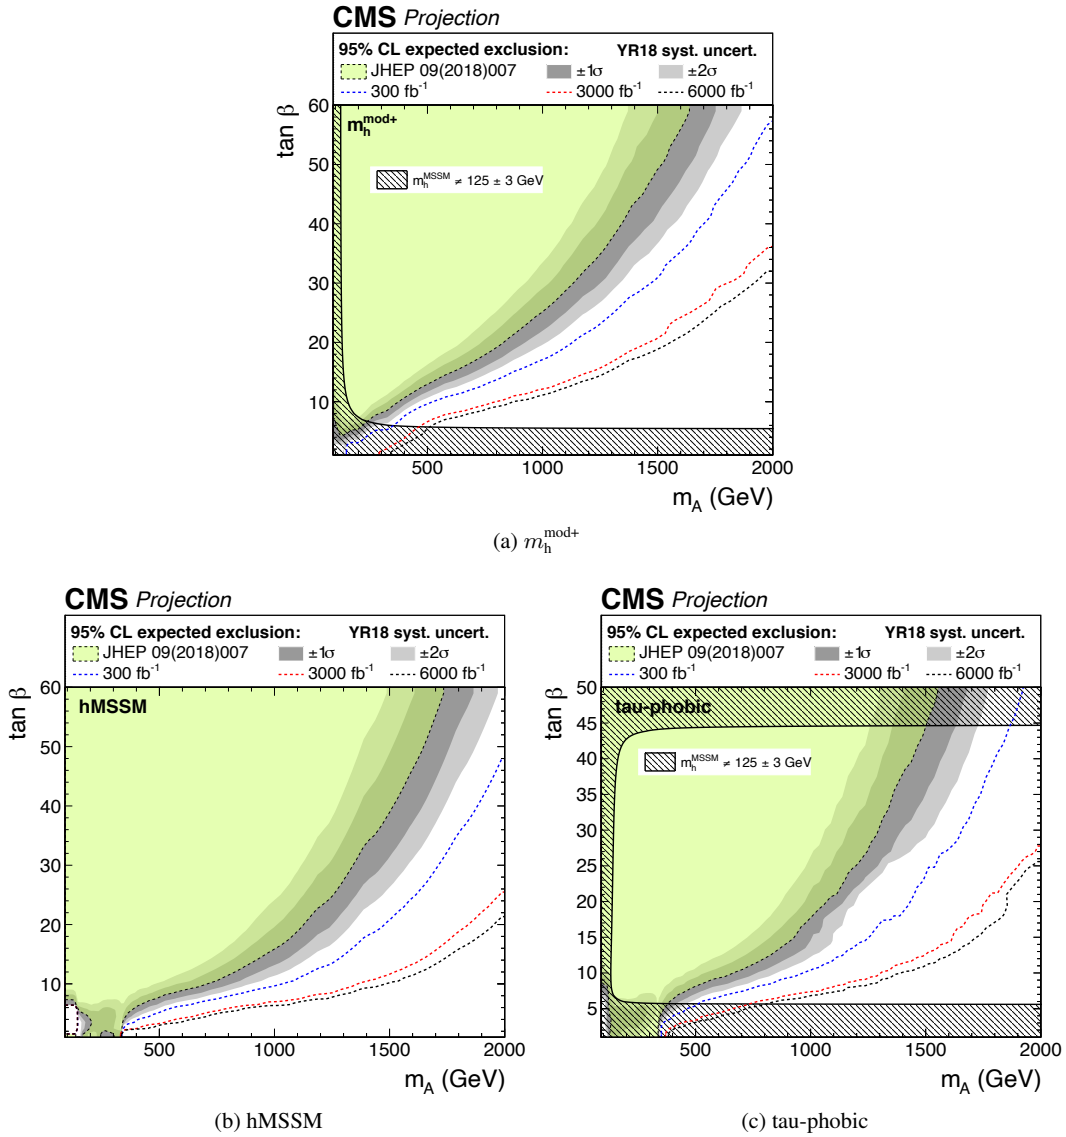 CMS Projection
95% CL expected exclusion: YR18 syst. uncert.
JHEP 09(2018)007 ±1σ ±2σ
300 fb⁻¹ 3000 fb⁻¹ 6000 fb⁻¹
tan β
60
50
40
30
20
10
m_h^mod+
m_h^MSSM ≠ 125 ± 3 GeV
500 1000 1500 2000
m_A (GeV)
(a) m_h^mod+
CMS Projection
95% CL expected exclusion: YR18 syst. uncert.
JHEP 09(2018)007 ±1σ ±2σ
300 fb⁻¹ 3000 fb⁻¹ 6000 fb⁻¹
tan β
60
50
40
30
20
10
hMSSM
500 1000 1500 2000
m_A (GeV)
(b) hMSSM
CMS Projection
95% CL expected exclusion: YR18 syst. uncert.
JHEP 09(2018)007 ±1σ ±2σ
300 fb⁻¹ 3000 fb⁻¹ 6000 fb⁻¹
tan β
50
45
40
35
30
25
20
15
10
5
tau-phobic
m_h^MSSM ≠ 125 ± 3 GeV
500 1000 1500 2000
m_A (GeV)
(c) tau-phobic